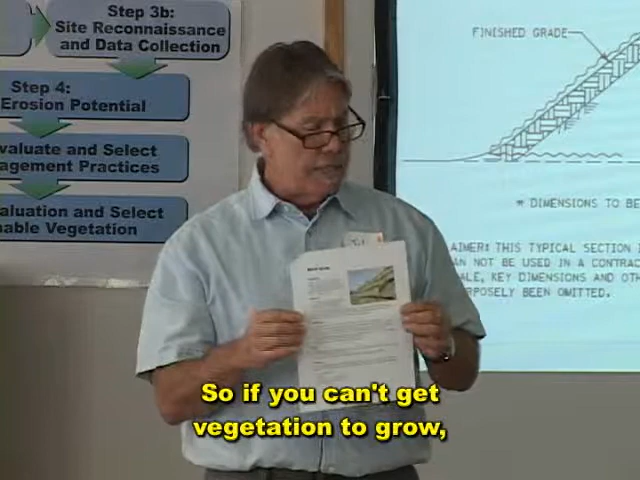 Step 3b:
Site Reconnaissance
and Data Collection
Step 4:
Erosion Potential
valuate and Select
agement Practices
aluation and Select
nable Vegetation
FINISHED GRADE
* DIMENSIONS TO BE
AIMER: THIS TYPICAL SECTION
AN NOT BE USED IN A CONTRAC
ALE, KEY DIMENSIONS AND OTH
RPOSELY BEEN OMITTED.
So if you can't get
vegetation to grow,